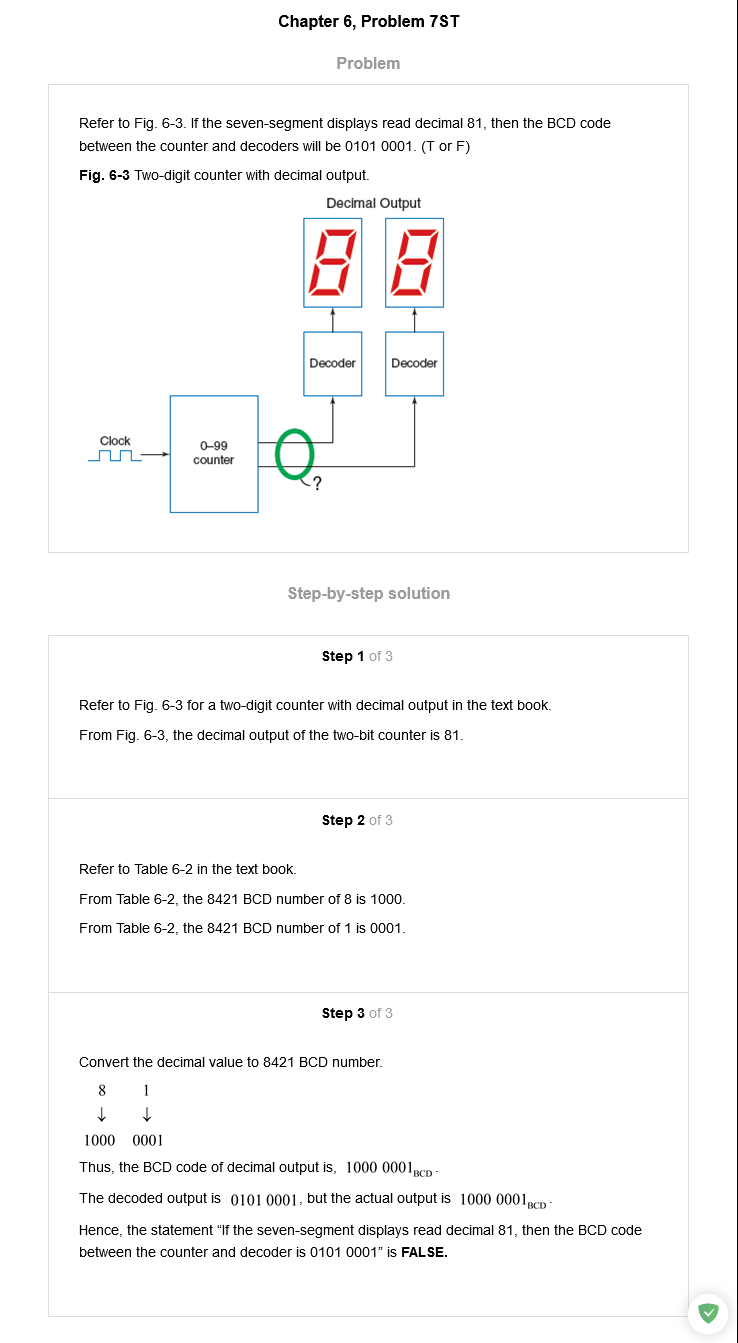 Chapter 6, Problem 7ST
Problem
Refer to Fig. 6-3. If the seven-segment displays read decimal 81, then the BCD code
between the counter and decoders will be 0101 0001. (T or F)
Fig. 6-3 Two-digit counter with decimal output.
Decimal Output
8 8
Decoder Decoder
Clock
0–99
counter
?
Step-by-step solution
Step 1 of 3
Refer to Fig. 6-3 for a two-digit counter with decimal output in the text book.
From Fig. 6-3, the decimal output of the two-bit counter is 81.
Step 2 of 3
Refer to Table 6-2 in the text book.
From Table 6-2, the 8421 BCD number of 8 is 1000.
From Table 6-2, the 8421 BCD number of 1 is 0001.
Step 3 of 3
Convert the decimal value to 8421 BCD number.
8 1
↓ ↓
1000 0001
Thus, the BCD code of decimal output is, 1000 0001BCD.
The decoded output is 0101 0001, but the actual output is 1000 0001BCD.
Hence, the statement “If the seven-segment displays read decimal 81, then the BCD code
between the counter and decoder is 0101 0001” is FALSE.